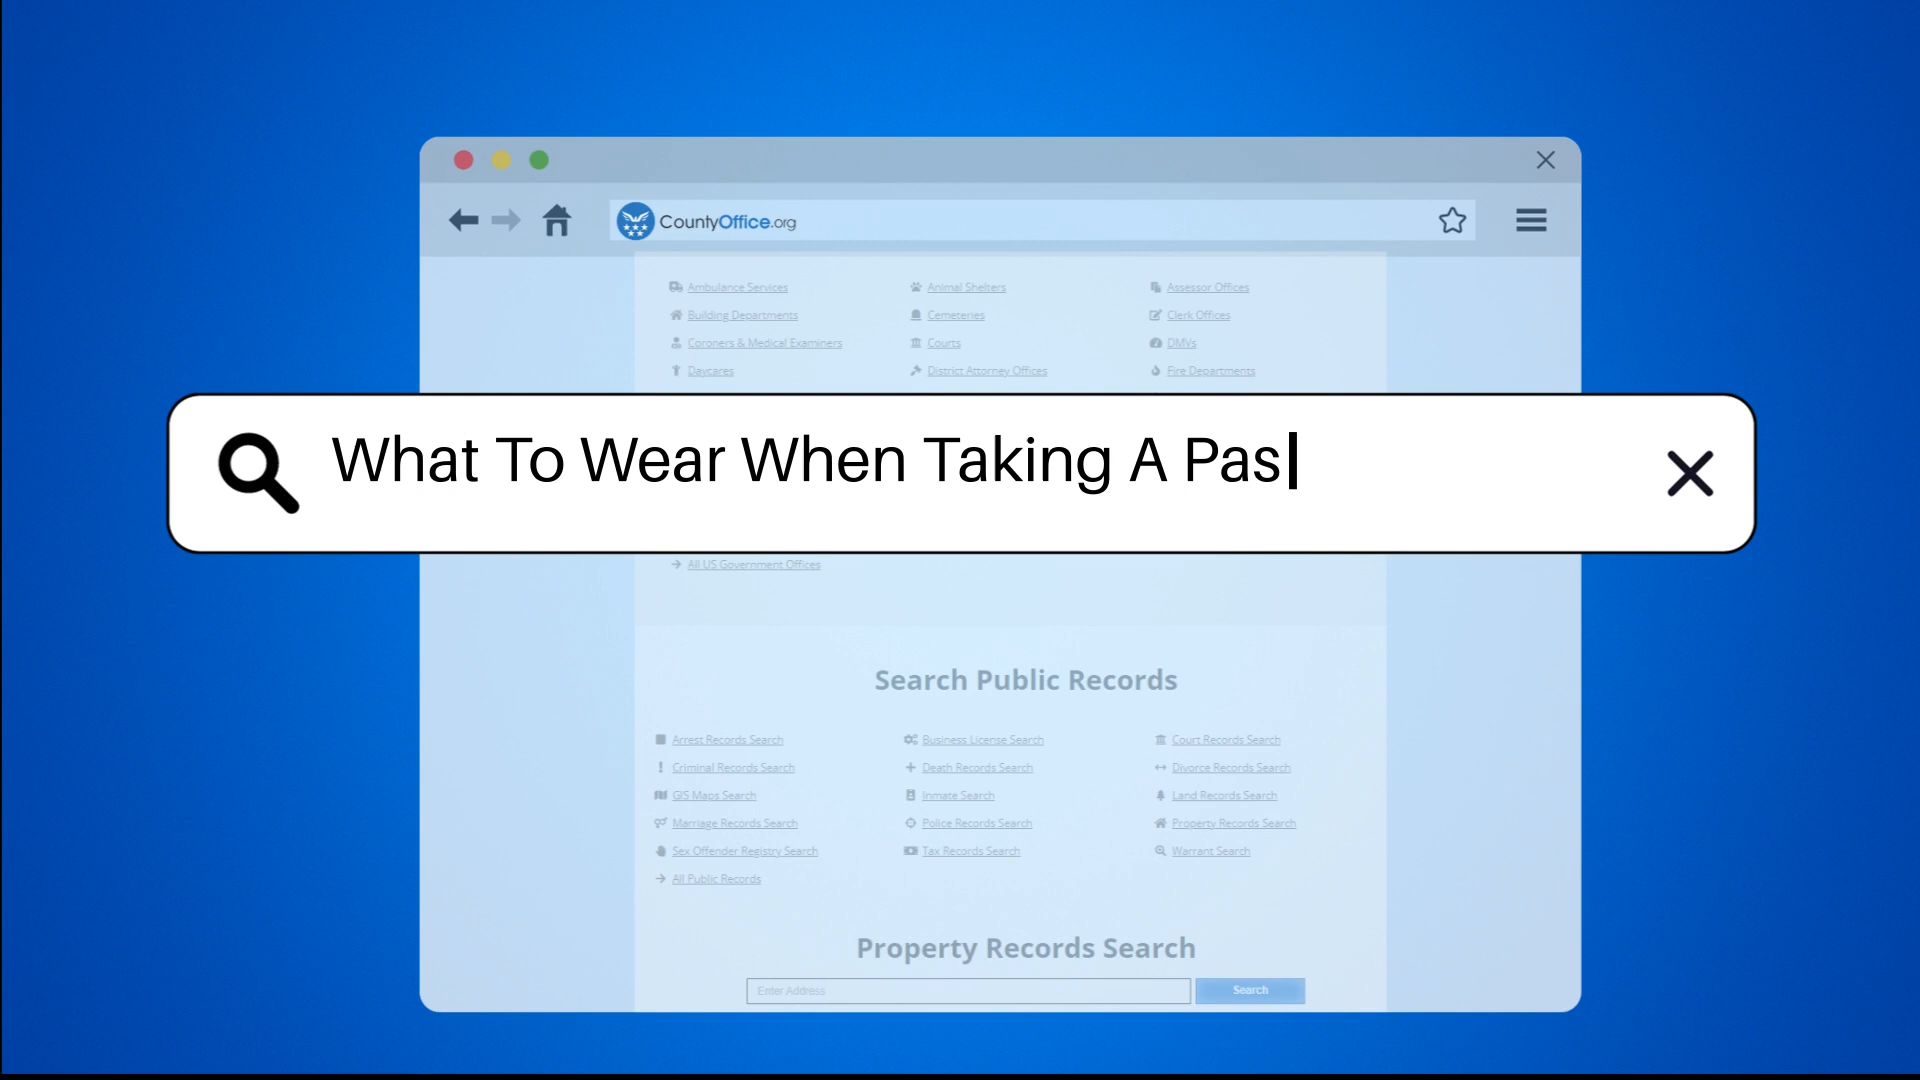 CountyOffice.org
Ambulance Services Animal Shelters Assessor Offices
Building Departments Cemeteries Clerk Offices
Coroners & Medical Examiners Courts DMVs
Daycares District Attorney Offices Fire Departments
What To Wear When Taking A Pas
All US Government Offices
Search Public Records
Arrest Records Search Business License Search Court Records Search
Criminal Records Search Death Records Search Divorce Records Search
GIS Maps Search Inmate Search Land Records Search
Marriage Records Search Police Records Search Property Records Search
Sex Offender Registry Search Tax Records Search Warrant Search
All Public Records
Property Records Search
Enter Address Search